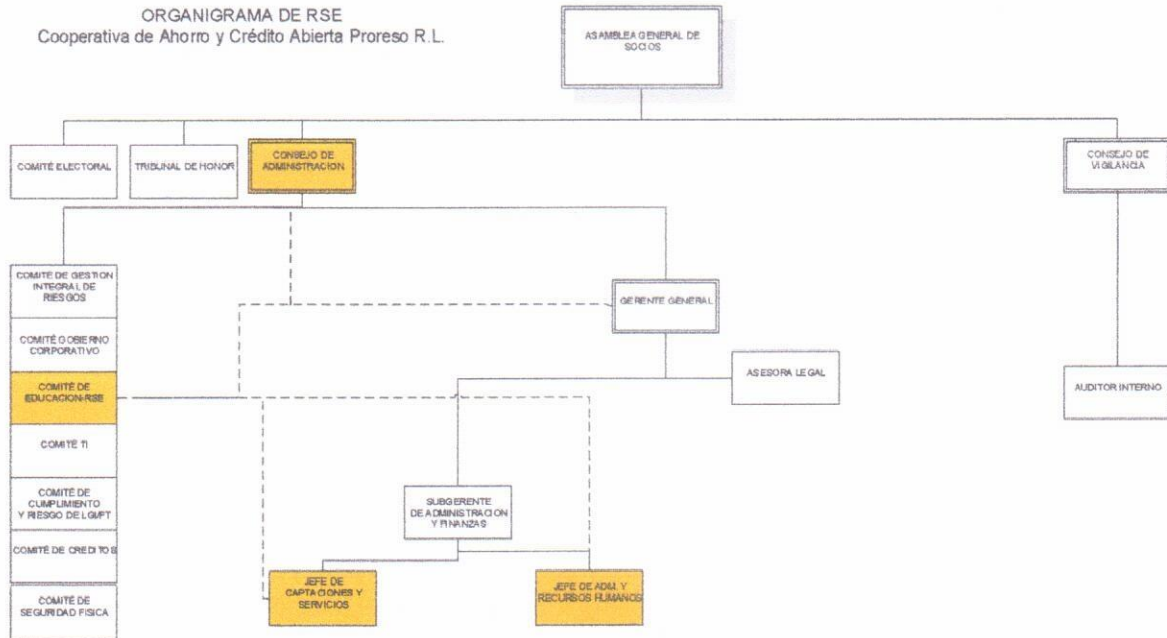 ORGANIGRAMA DE RSE
Cooperativa de Ahorro y Crédito Abierta Proreso R.L.
ASAMBLEA GENERAL DE
SOCIOS
COMITÉ ELECTORAL
TRIBUNAL DE HONOR
CONSEJO DE
ADMINISTRACION
CONSEJO DE
VIGILANCIA
COMITÉ DE GESTION
INTEGRAL DE
RIESGOS
COMITÉ GOBIERNO
CORPORATIVO
COMITÉ DE
EDUCACION-RSE
COMITÉ TI
COMITÉ DE
CUMPLIMIENTO
Y RIESGO DE LGI/FT
COMITÉ DE CREDITOS
COMITÉ DE
SEGURIDAD FISICA
GERENTE GENERAL
ASESORA LEGAL
AUDITOR INTERNO
SUBGERENTE
DE ADMINISTRACION
Y FINANZAS
JEFE DE
CAPTACIONES Y
SERVICIOS
JEFE DE ADM. Y
RECURSOS HUMANOS